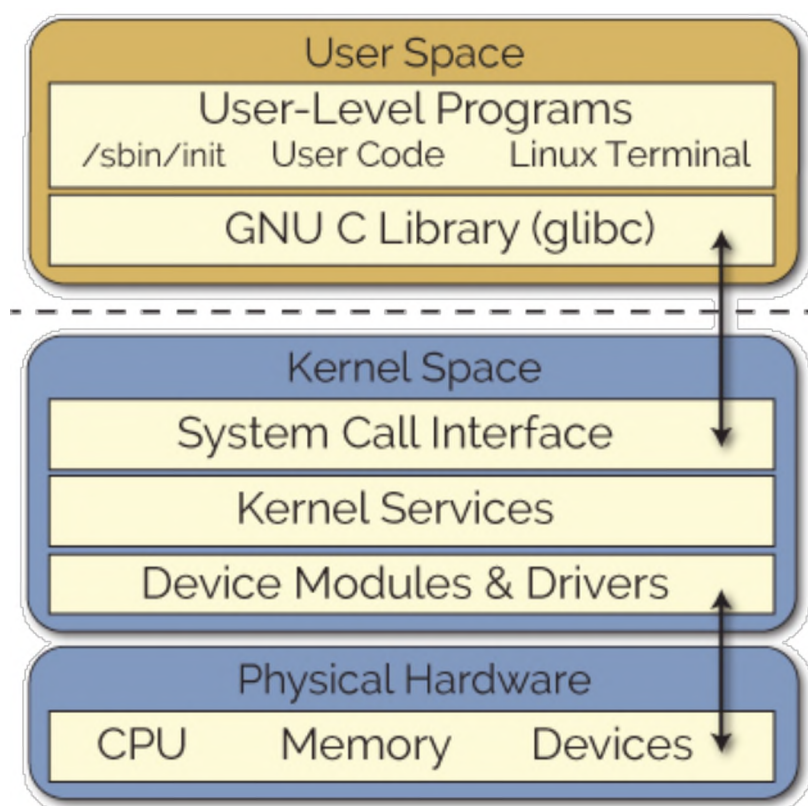 User Space
User-Level Programs
/sbin/init User Code Linux Terminal
GNU C Library (glibc)
Kernel Space
System Call Interface
Kernel Services
Device Modules & Drivers
Physical Hardware
CPU Memory Devices